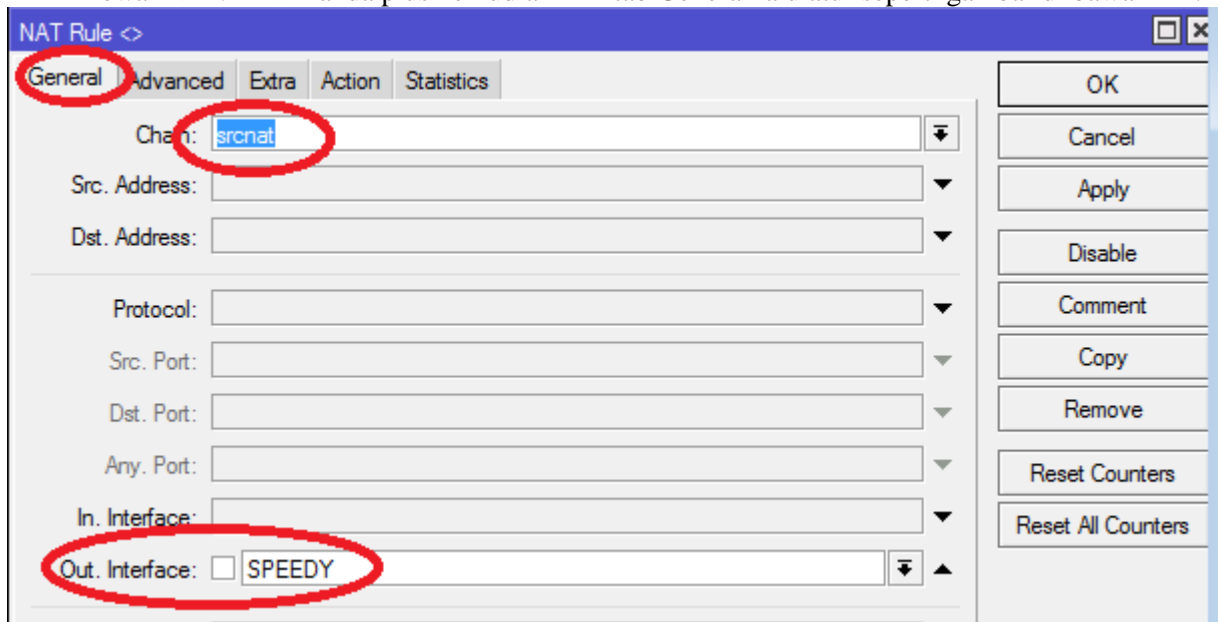 NAT Rule <>
General Advanced Extra Action Statistics
OK
Chain: srcnat
Cancel
Src. Address:
Apply
Dst. Address:
Disable
Protocol:
Comment
Src. Port:
Copy
Dst. Port:
Remove
Any. Port:
Reset Counters
In. Interface:
Reset All Counters
Out. Interface: SPEEDY